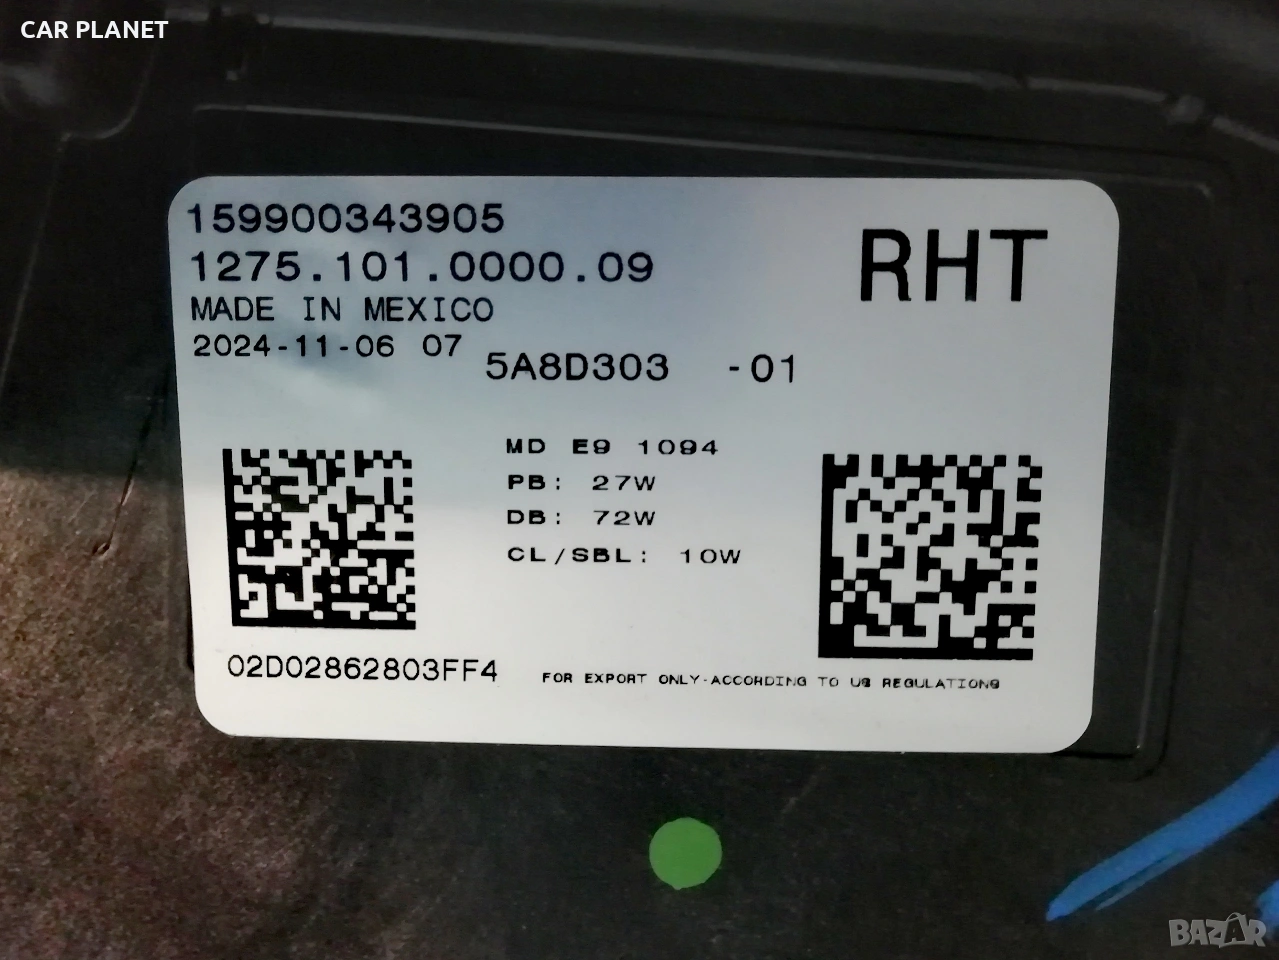 CAR PLANET
159900343905
1275.101.0000.09
RHT
MADE IN MEXICO
2024-11-06 07
5A8D303 -01
MD E9 1094
PB: 27W
DB: 72W
CL/SBL: 10W
02D02862803FF4
FOR EXPORT ONLY-ACCORDING TO US REGULATIONS
BAZAR